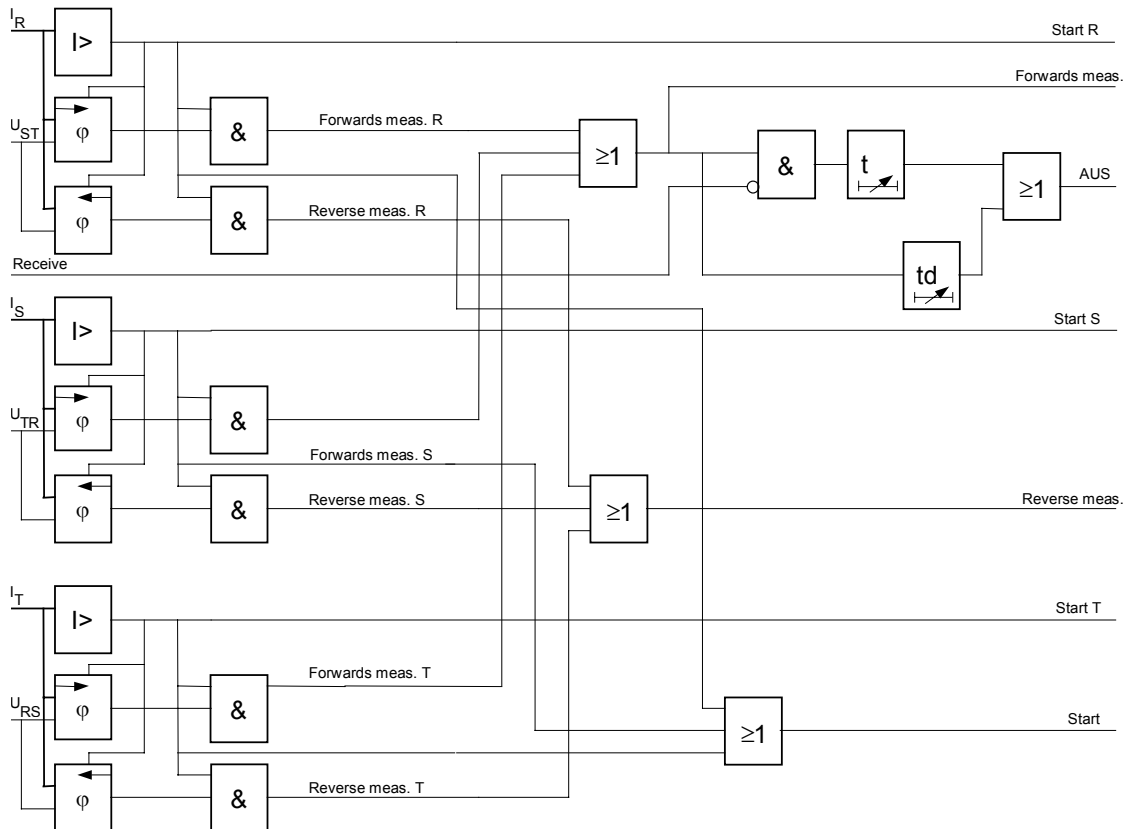 I_R
I>
Start R
Forwards meas.
U_ST
φ
&
Forwards meas. R
≥1
&
t
≥1
AUS
φ
&
Reverse meas. R
Receive
td
I_S
I>
Start S
U_TR
φ
&
Forwards meas. S
φ
&
Reverse meas. S
≥1
Reverse meas.
I_T
I>
Start T
Forwards meas. T
U_RS
φ
&
≥1
Start
φ
&
Reverse meas. T